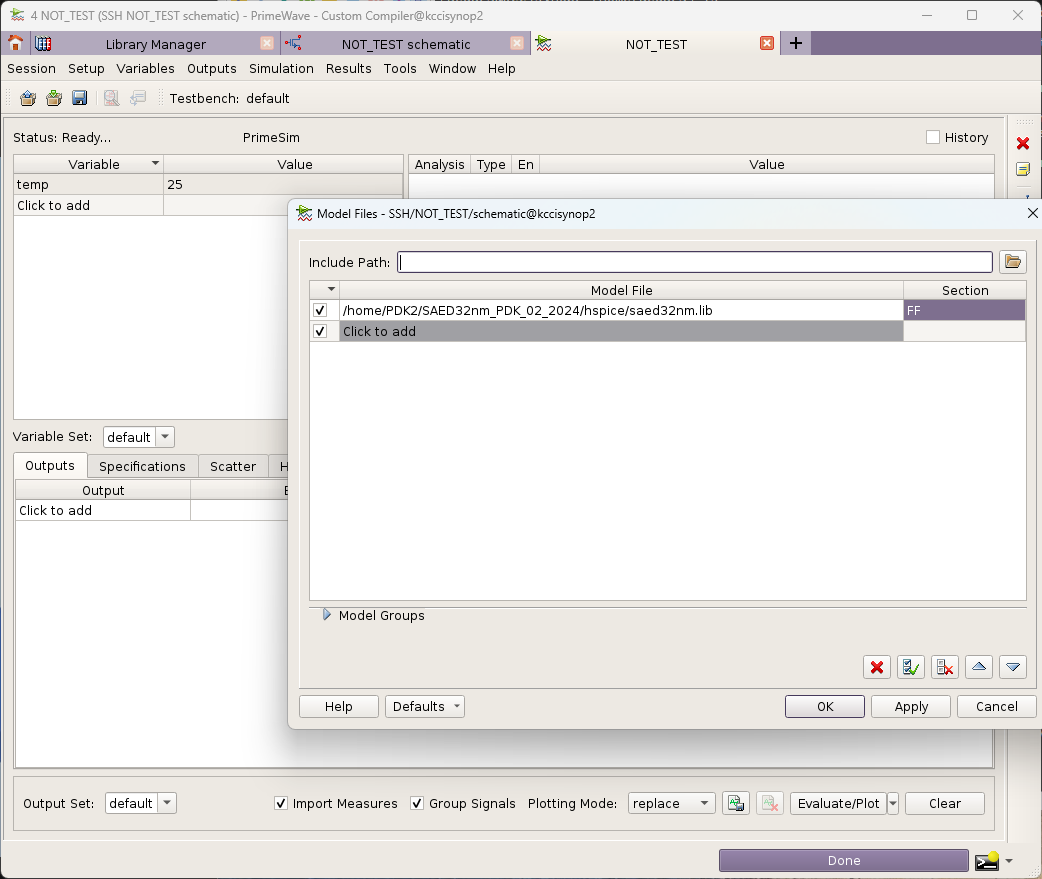 4 NOT_TEST (SSH NOT_TEST schematic) - PrimeWave - Custom Compiler@kccisynop2
Library Manager
NOT_TEST schematic
NOT_TEST
Session Setup Variables Outputs Simulation Results Tools Window Help
Testbench: default
Status: Ready...
PrimeSim
History
Variable Value
Analysis Type En Value
temp 25
Click to add
Model Files - SSH/NOT_TEST/schematic@kccisynop2
Include Path:
Model File Section
/home/PDK2/SAED32nm_PDK_02_2024/hspice/saed32nm.lib FF
Click to add
Variable Set: default
Outputs Specifications Scatter H
Output E
Click to add
Model Groups
Help Defaults OK Apply Cancel
Output Set: default Import Measures Group Signals Plotting Mode: replace Evaluate/Plot Clear
Done